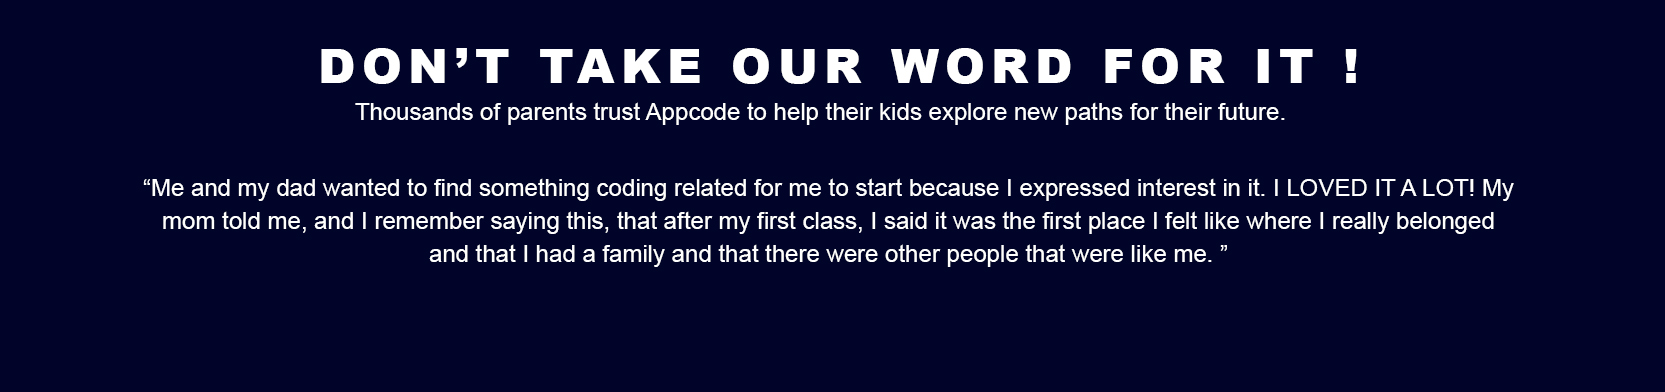 DON’T TAKE OUR WORD FOR IT !
Thousands of parents trust Appcode to help their kids explore new paths for their future.
“Me and my dad wanted to find something coding related for me to start because I expressed interest in it. I LOVED IT A LOT! My
mom told me, and I remember saying this, that after my first class, I said it was the first place I felt like where I really belonged
and that I had a family and that there were other people that were like me. ”